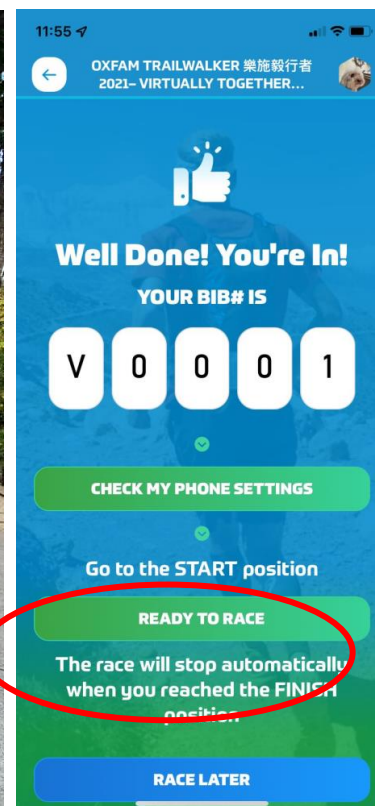 11:55
OXFAM TRAILWALKER 樂施毅行者
2021– VIRTUALLY TOGETHER...
Well Done! You're In!
YOUR BIB# IS
V 0 0 0 1
CHECK MY PHONE SETTINGS
Go to the START position
READY TO RACE
The race will stop automatically
when you reached the FINISH
position
RACE LATER